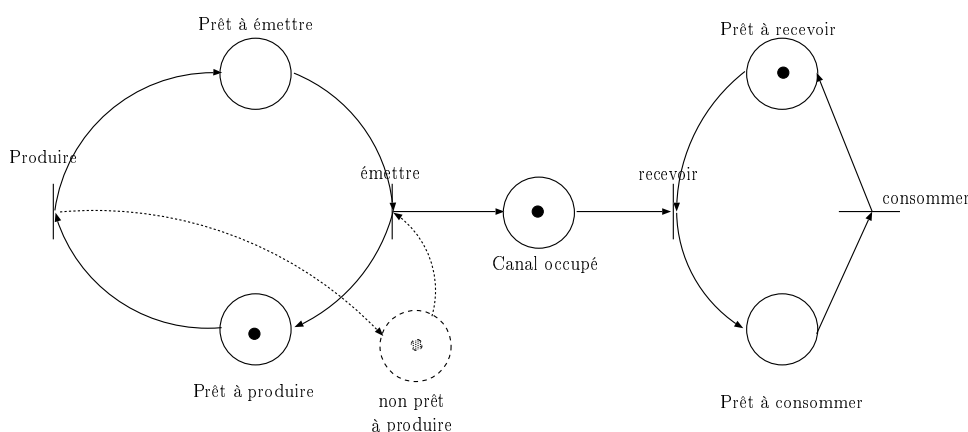 Prêt à émettre
Prêt à recevoir
Produire
émettre
recevoir
consommer
Canal occupé
Prêt à produire
non prêt
à produire
Prêt à consommer